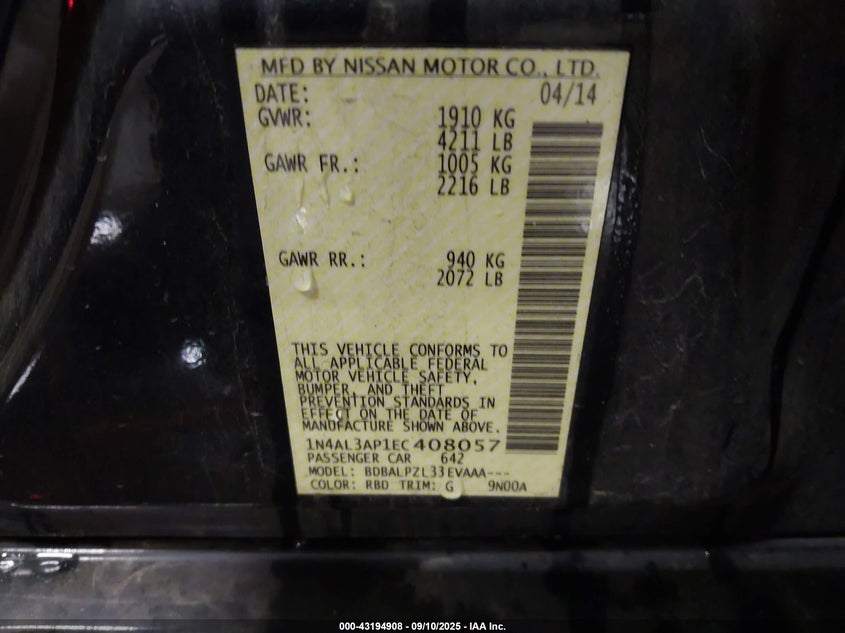 MFD BY NISSAN MOTOR CO., LTD.
DATE: 04/14
GVWR: 1910 KG
4211 LB
GAWR FR.: 1005 KG
2216 LB
GAWR RR.: 940 KG
2072 LB
THIS VEHICLE CONFORMS TO
ALL APPLICABLE FEDERAL
MOTOR VEHICLE SAFETY,
BUMPER, AND THEFT
PREVENTION STANDARDS IN
EFFECT ON THE DATE OF
MANUFACTURE SHOWN ABOVE.
1N4AL3AP1EC408057
PASSENGER CAR 642
MODEL: BDBALPZL33EVAAA---
COLOR: RBD TRIM: G 9N00A
000-43194908 - 09/10/2025 - IAA Inc.